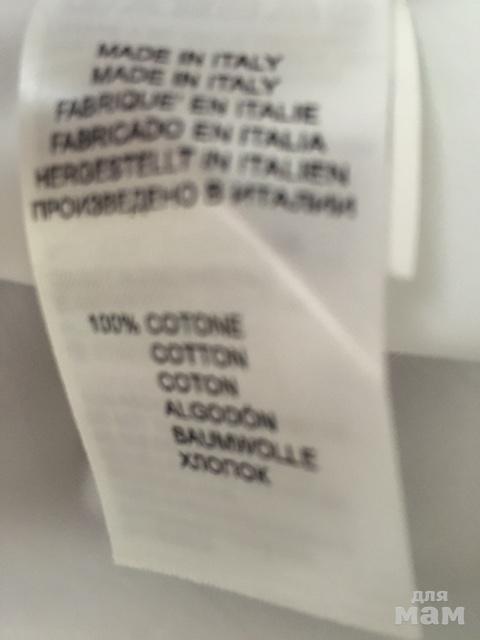 MADE IN ITALY
MADE IN ITALY
FABRIQUE' EN ITALIE
FABRICADO EN ITALIA
HERGESTELLT IN ITALIEN
ПРОИЗВЕДЕНО В ИТАЛИИ
100% COTONE
COTTON
COTON
ALGODÓN
BAUMWOLLE
ХЛОПОК
для
мам